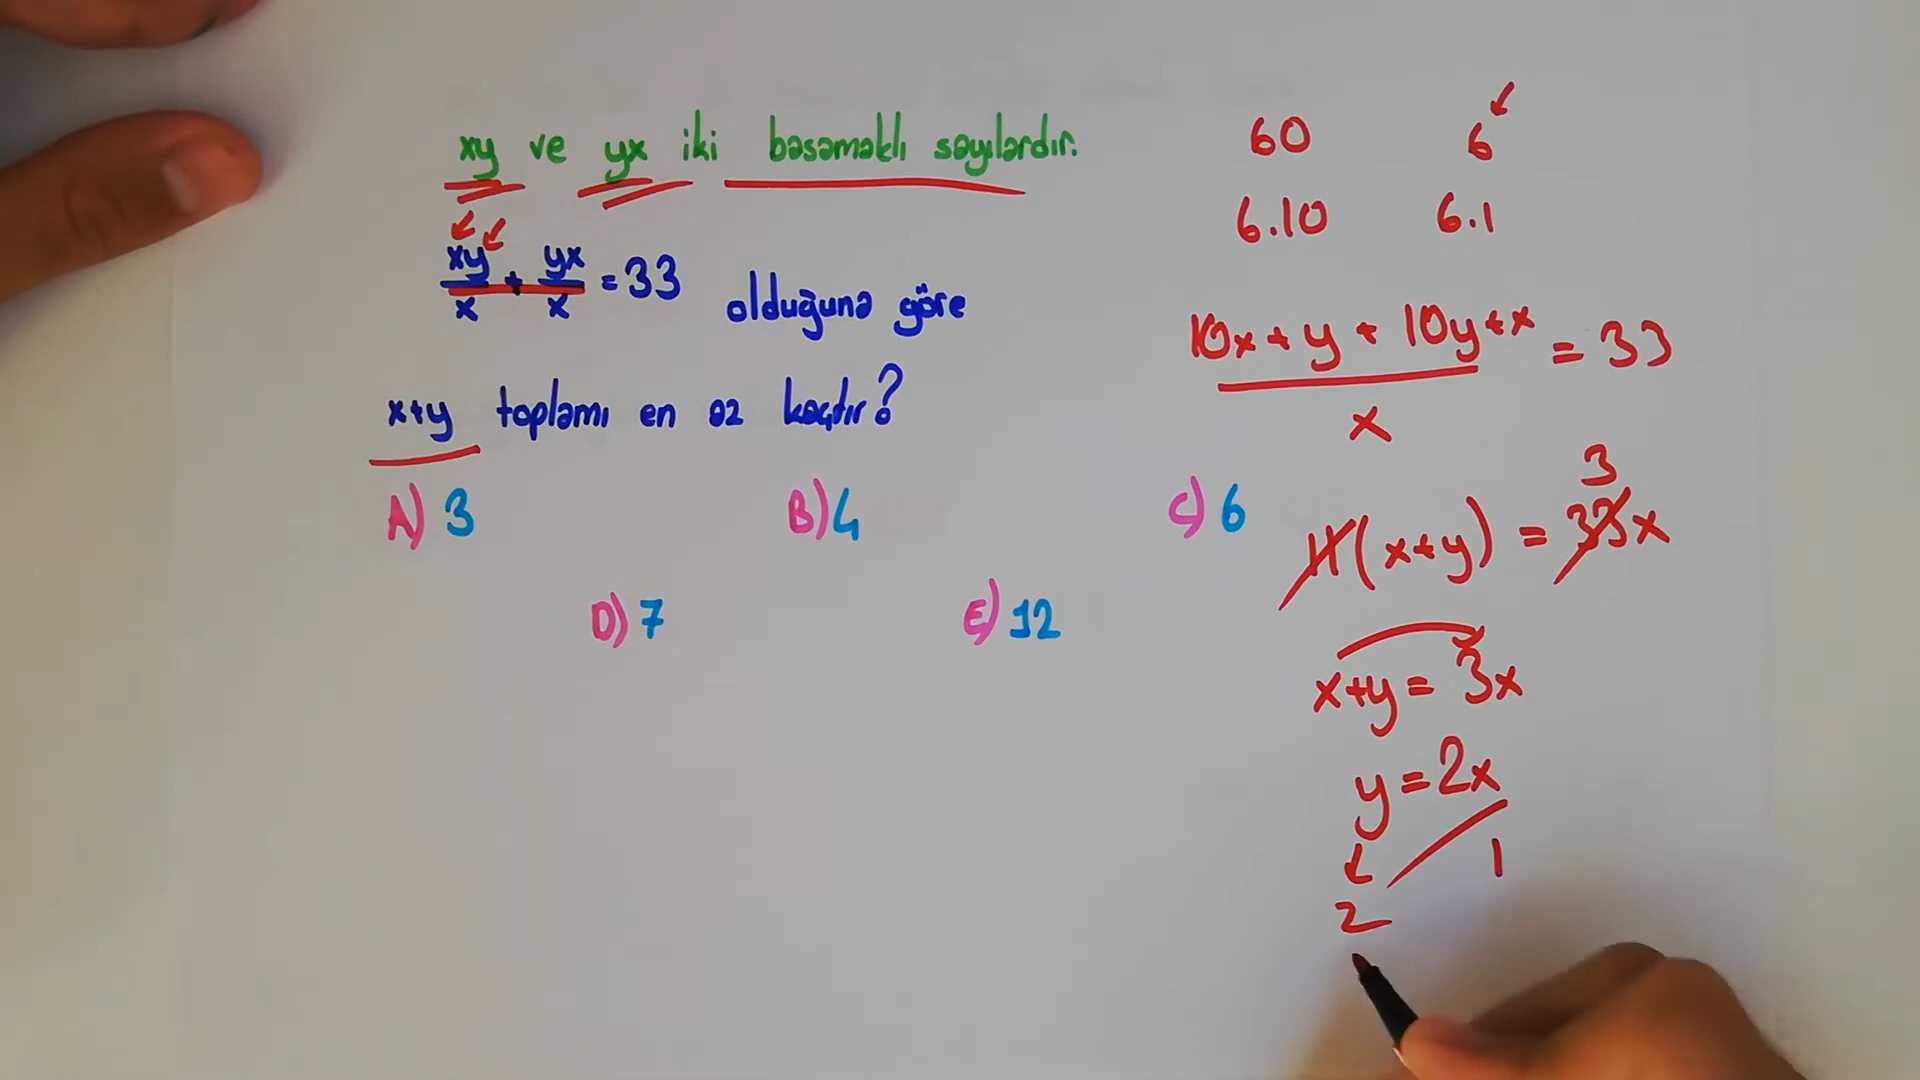 xy ve yx iki basamaklı sayılardır.
xy/x + yx/x = 33 olduğuna göre
x+y toplamı en az kaçtır?
A) 3 B) 4 C) 6
D) 7 E) 12
60 6
6.10 6.1
10x+y+10y+x = 33
x
3
11(x+y) = 33x
x+y = 3x
y=2x
2 1